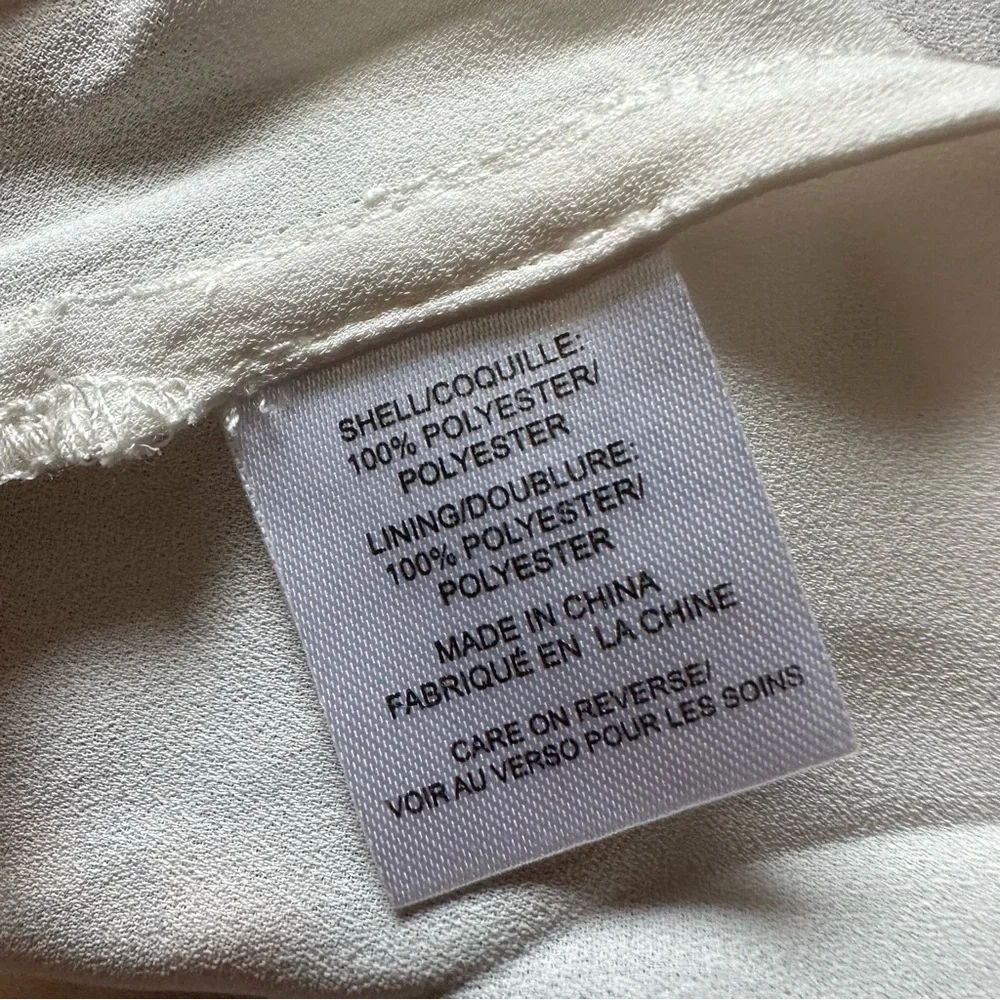 SHELL/COQUILLE:
100% POLYESTER/
POLYESTER
LINING/DOUBLURE:
100% POLYESTER/
POLYESTER
MADE IN CHINA
FABRIQUÉ EN LA CHINE
CARE ON REVERSE/
VOIR AU VERSO POUR LES SOINS